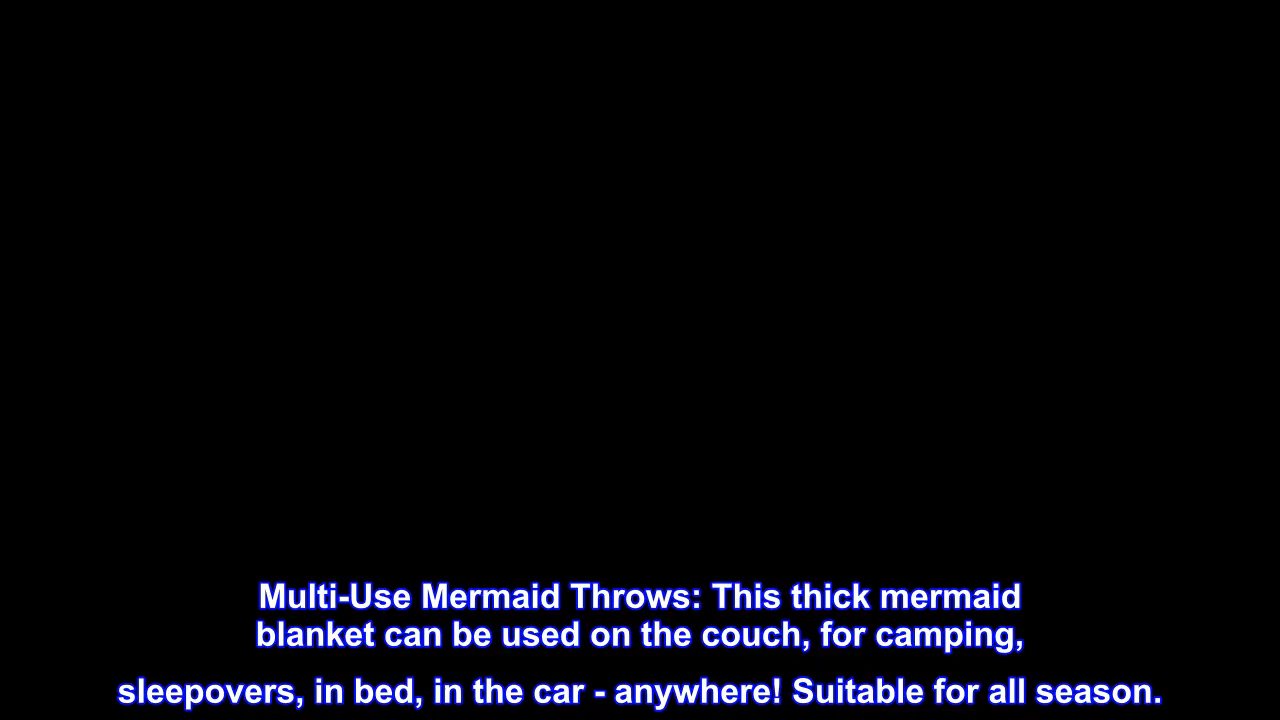 Multi-Use Mermaid Throws: This thick mermaid
blanket can be used on the couch, for camping,
sleepovers, in bed, in the car - anywhere! Suitable for all season.